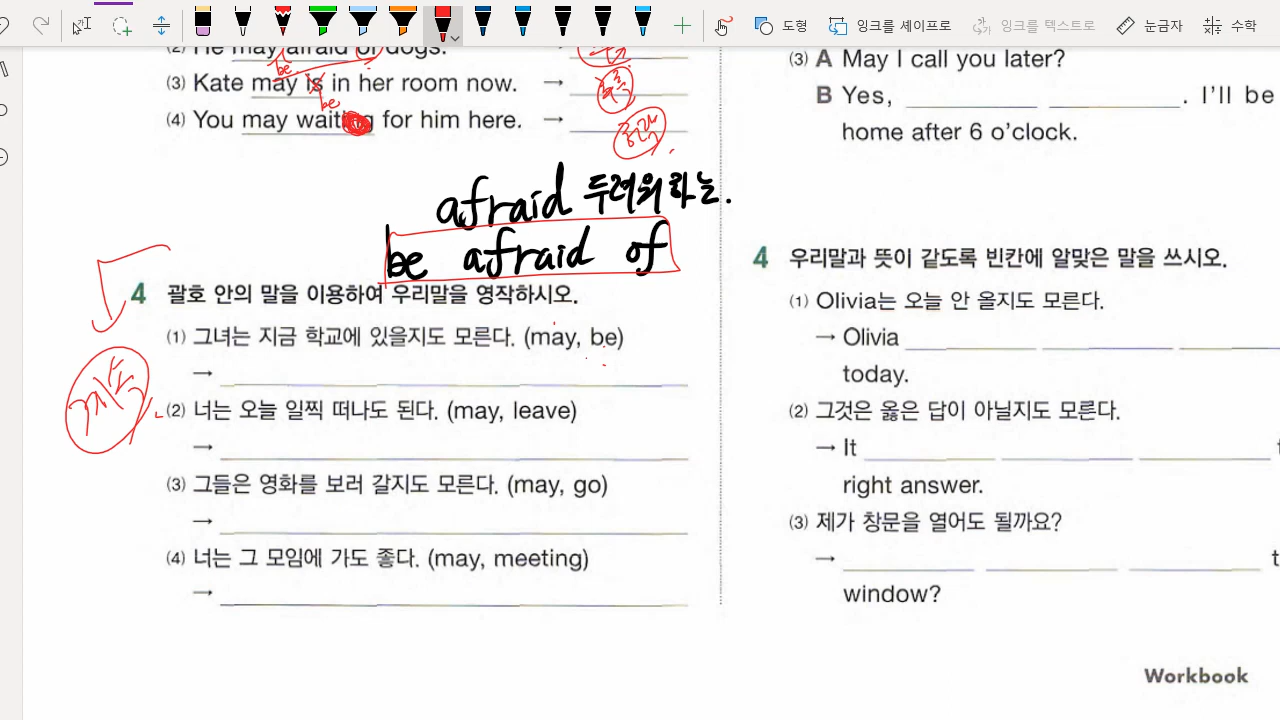 도형
잉크를 셰이프로
잉크를 텍스트로
눈금자
수학
(2) He may afraid of dogs. →
be
(3) Kate may is in her room now. →
be
(4) You may waiting for him here. →
afraid 두려워하는.
be afraid of
4 괄호 안의 말을 이용하여 우리말을 영작하시오.
(1) 그녀는 지금 학교에 있을지도 모른다. (may, be)
→
(2) 너는 오늘 일찍 떠나도 된다. (may, leave)
→
(3) 그들은 영화를 보러 갈지도 모른다. (may, go)
→
(4) 너는 그 모임에 가도 좋다. (may, meeting)
→
(3) A May I call you later?
B Yes, ________ ________. I'll be
home after 6 o'clock.
4 우리말과 뜻이 같도록 빈칸에 알맞은 말을 쓰시오.
(1) Olivia는 오늘 안 올지도 모른다.
→ Olivia
today.
(2) 그것은 옳은 답이 아닐지도 모른다.
→ It
right answer.
(3) 제가 창문을 열어도 될까요?
→
window?
Workbook